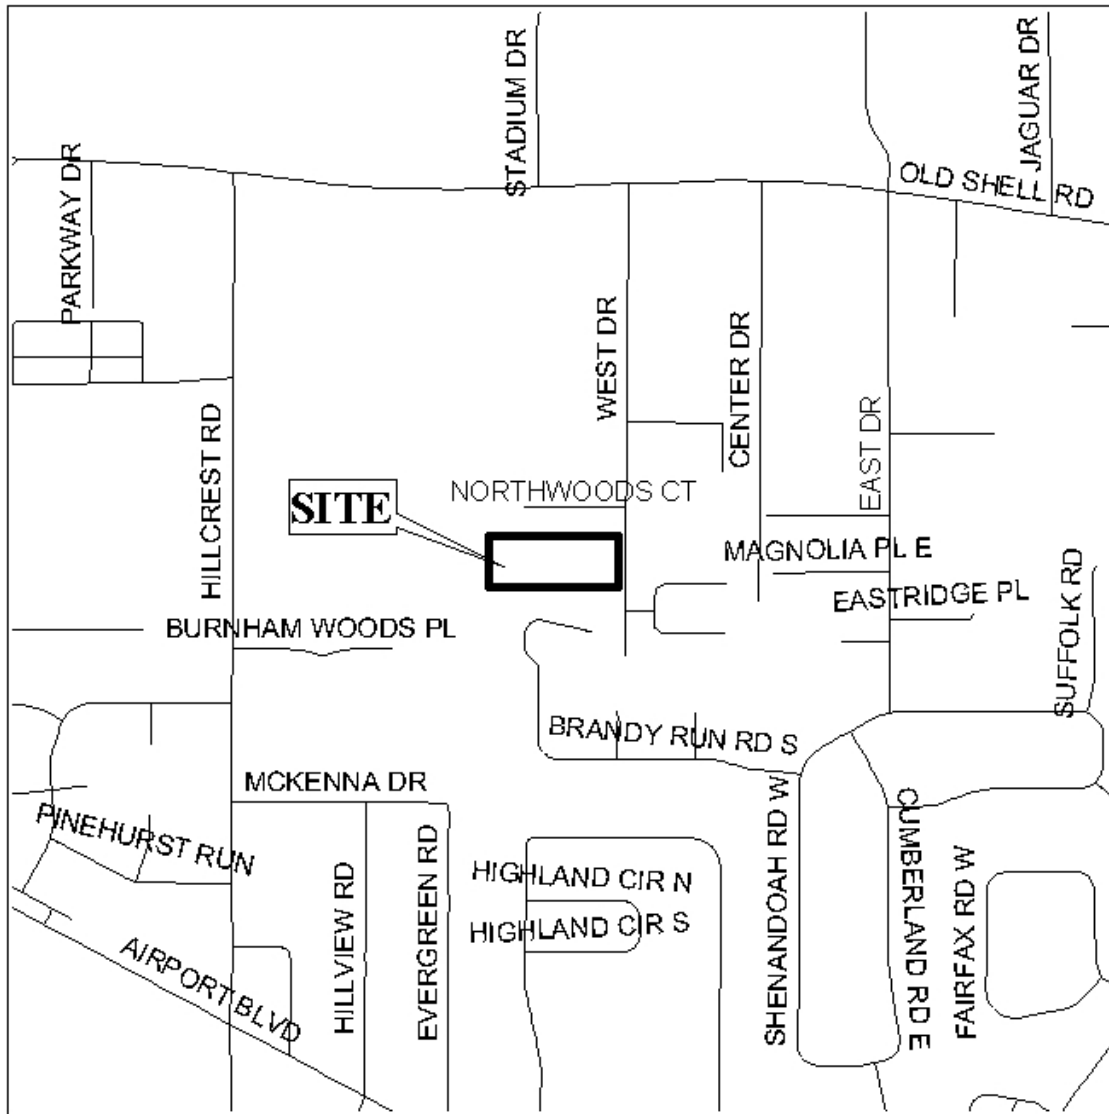 STADIUM DR
JAGUAR DR
PARKWAY DR
OLD SHELL RD
WEST DR
CENTER DR
EAST DR
HILLCREST RD
NORTHWOODS CT
SITE
MAGNOLIA PL E
EASTRIDGE PL
SUFFOLK RD
BURNHAM WOODS PL
BRANDY RUN RD S
MCKENNA DR
PINEHURST RUN
SHENANDOAH RD W
CUMBERLAND RD E
FAIRFAX RD W
HIGHLAND CIR N
HIGHLAND CIR S
HILLVIEW RD
EVERGREEN RD
AIRPORT BLVD